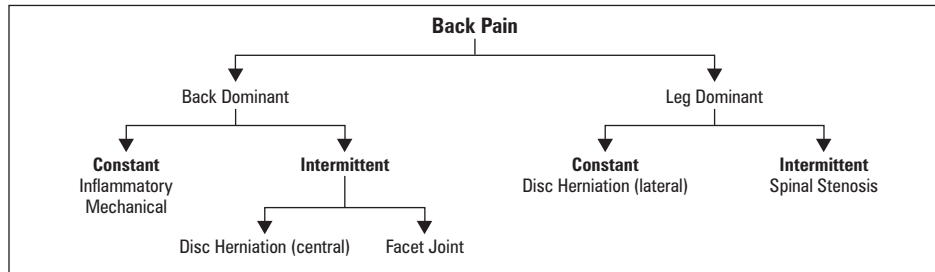 Back Pain
Back Dominant
Leg Dominant
Constant
Inflammatory
Mechanical
Intermittent
Constant
Disc Herniation (lateral)
Intermittent
Spinal Stenosis
Disc Herniation (central)
Facet Joint